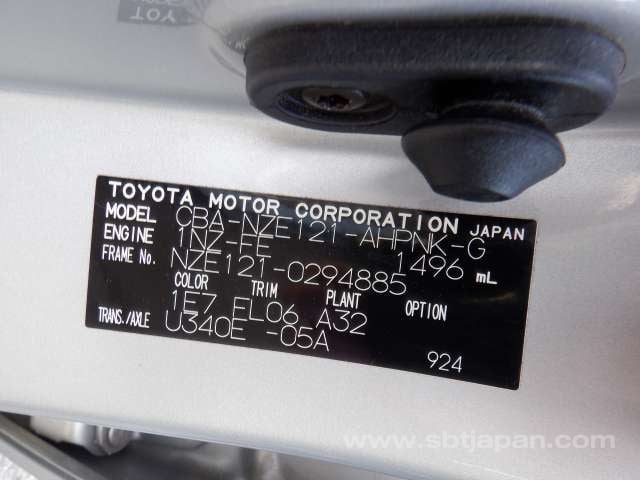 TOYOTA MOTOR CORPORATION JAPAN
MODEL CBA-NZE121-AHPNK-G
ENGINE 1NZ-FE 1496 mL
FRAME No. NZE121-0294885
COLOR TRIM PLANT OPTION
1E7 FL06 A32
TRANS./AXLE U340E -05A
924
www.sbtjapan.com